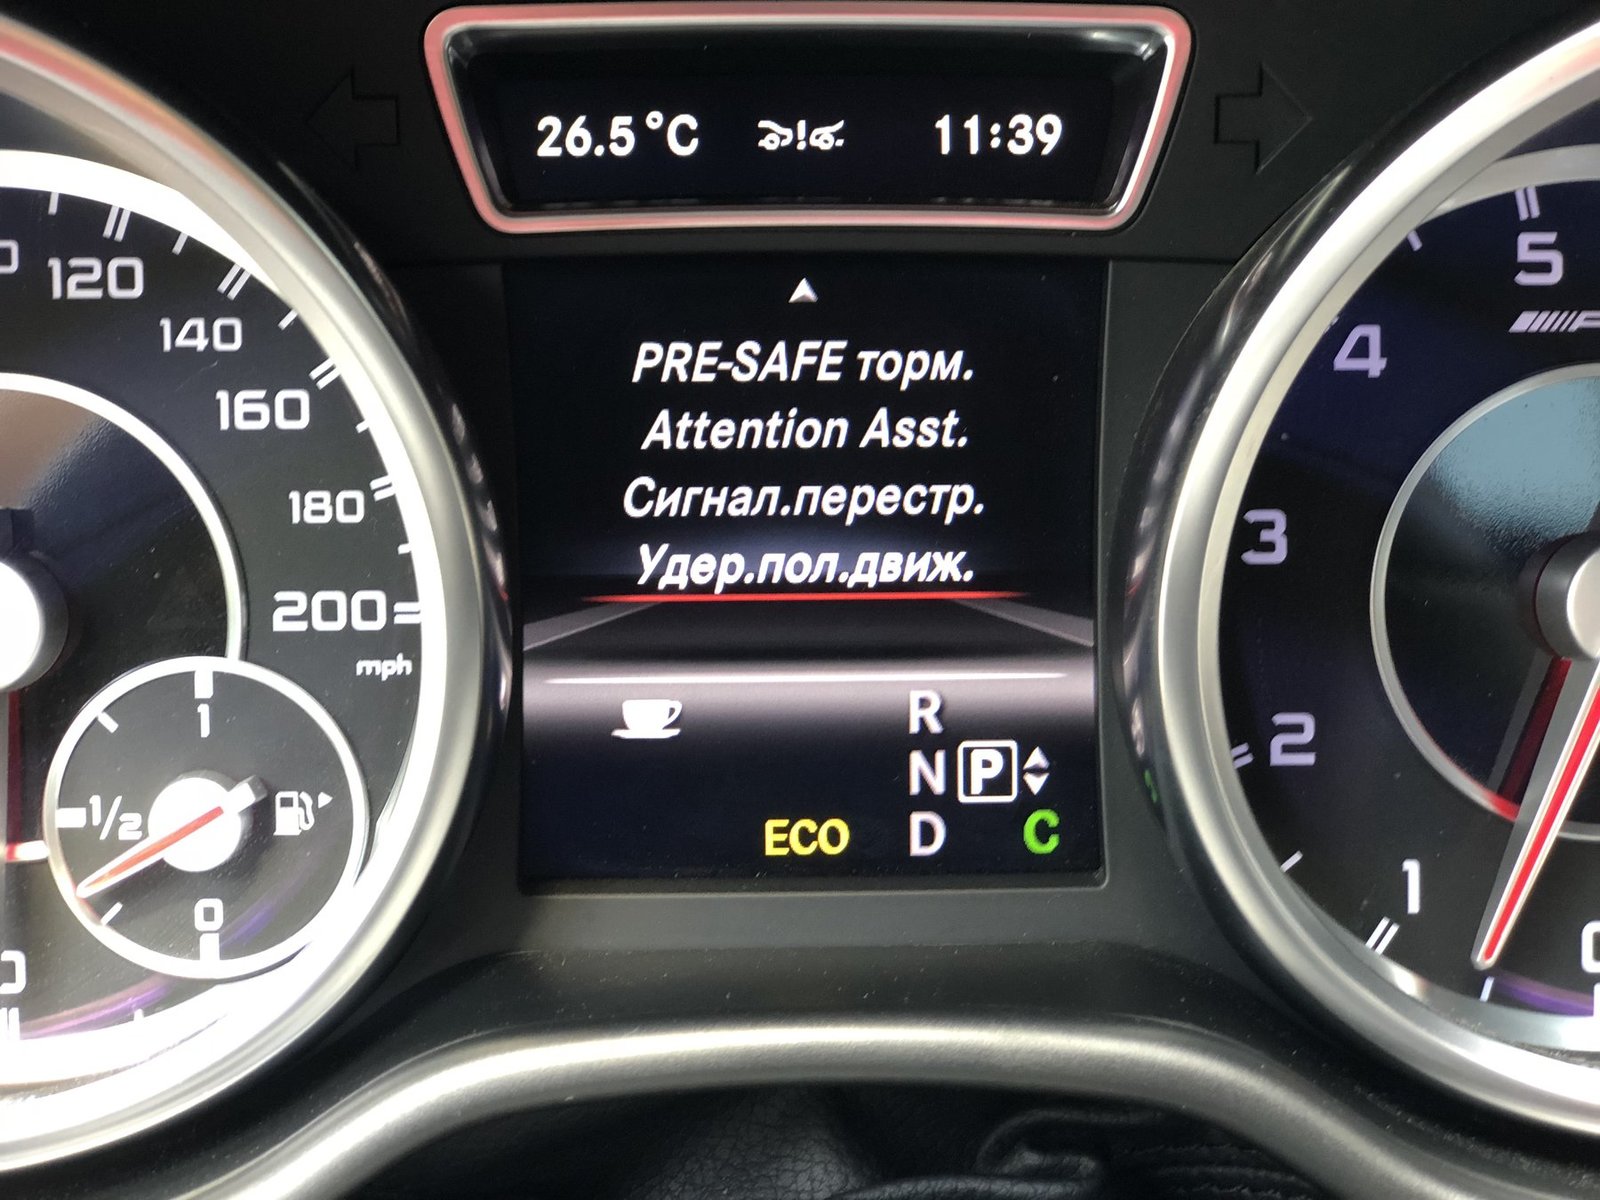 26.5°C 11:39
PRE-SAFE торм.
Attention Asst.
Сигнал.перестр.
Удер.пол.движ.
R
N P
ECO D C
120
140
160
180
200
mph
1
1/2
0
5
4
3
2
1